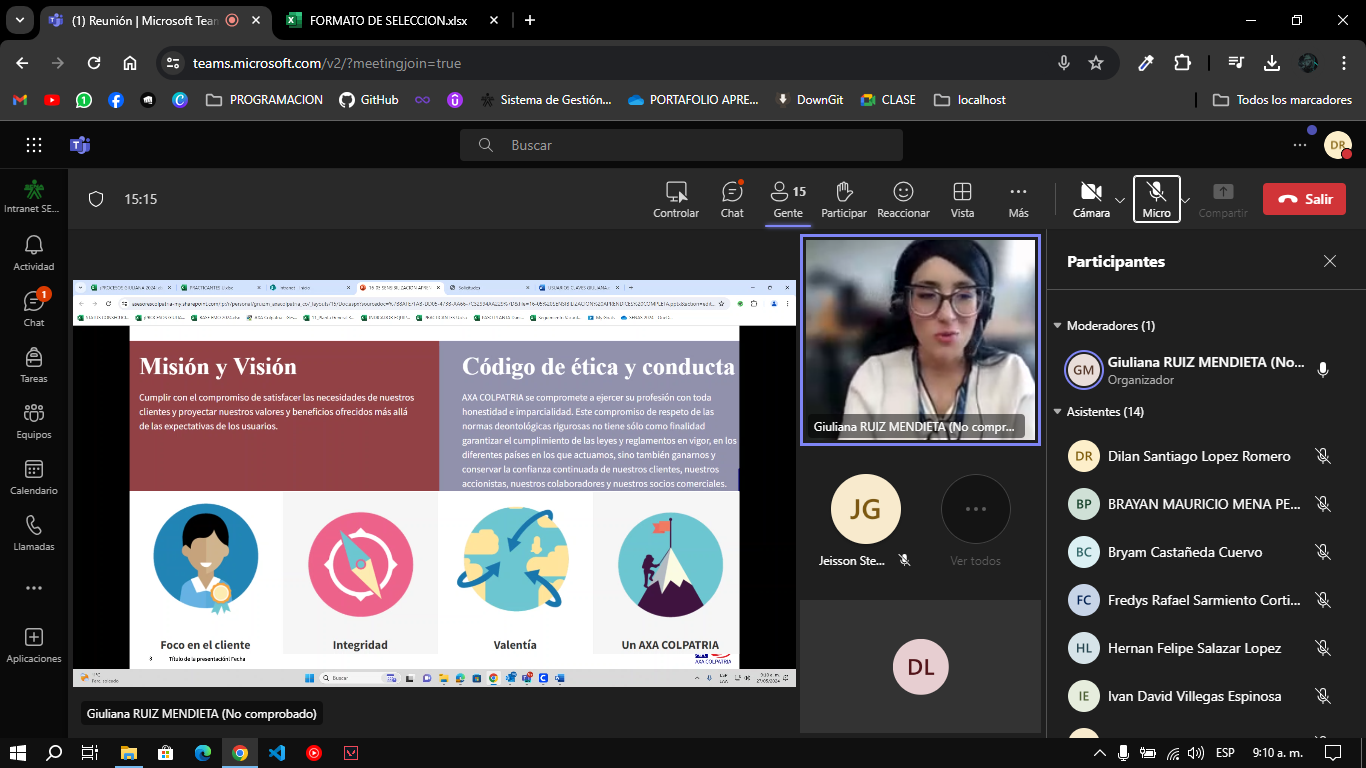 (1) Reunión | Microsoft Team
FORMATO DE SELECCION.xlsx
teams.microsoft.com/v2/?meetingjoin=true
PROGRAMACION
GitHub
Sistema de Gestión...
PORTAFOLIO APRE...
DownGit
CLASE
localhost
Todos los marcadores
Buscar
DR
Intranet SE...
Actividad
1
Chat
Tareas
Equipos
Calendario
Llamadas
Aplicaciones
15:15
Controlar
Chat
15
Gente
Participar
Reaccionar
Vista
Más
Cámara
Micro
Compartir
Salir
Misión y Visión
Cumplir con el compromiso de satisfacer las necesidades de nuestros
clientes y proyectar nuestros valores y beneficios ofrecidos más allá
de las expectativas de los usuarios.
Código de ética y conducta
AXA COLPATRIA se compromete a ejercer su profesión con toda
honestidad e imparcialidad. Este compromiso de respeto de las
normas deontológicas rigurosas no tiene sólo como finalidad
garantizar el cumplimiento de las leyes y reglamentos en vigor, en los
diferentes países en los que actuamos, sino también ganarnos y
conservar la confianza continuada de nuestros clientes, nuestros
accionistas, nuestros colaboradores y nuestros socios comerciales.
Foco en el cliente
Integridad
Valentía
Un AXA COLPATRIA
8 Título de la presentación| Fecha
AXA COLPATRIA
Buscar
27/05/2024
Giuliana RUIZ MENDIETA (No comprobado)
Giuliana RUIZ MENDIETA (No compr...
JG
Jeisson Ste...
Ver todos
DL
Participantes
Moderadores (1)
GM
Giuliana RUIZ MENDIETA (No...
Organizador
Asistentes (14)
DR
Dilan Santiago Lopez Romero
BP
BRAYAN MAURICIO MENA PE...
BC
Bryam Castañeda Cuervo
FC
Fredys Rafael Sarmiento Corti...
HL
Hernan Felipe Salazar Lopez
IE
Ivan David Villegas Espinosa
ESP
9:10 a. m.